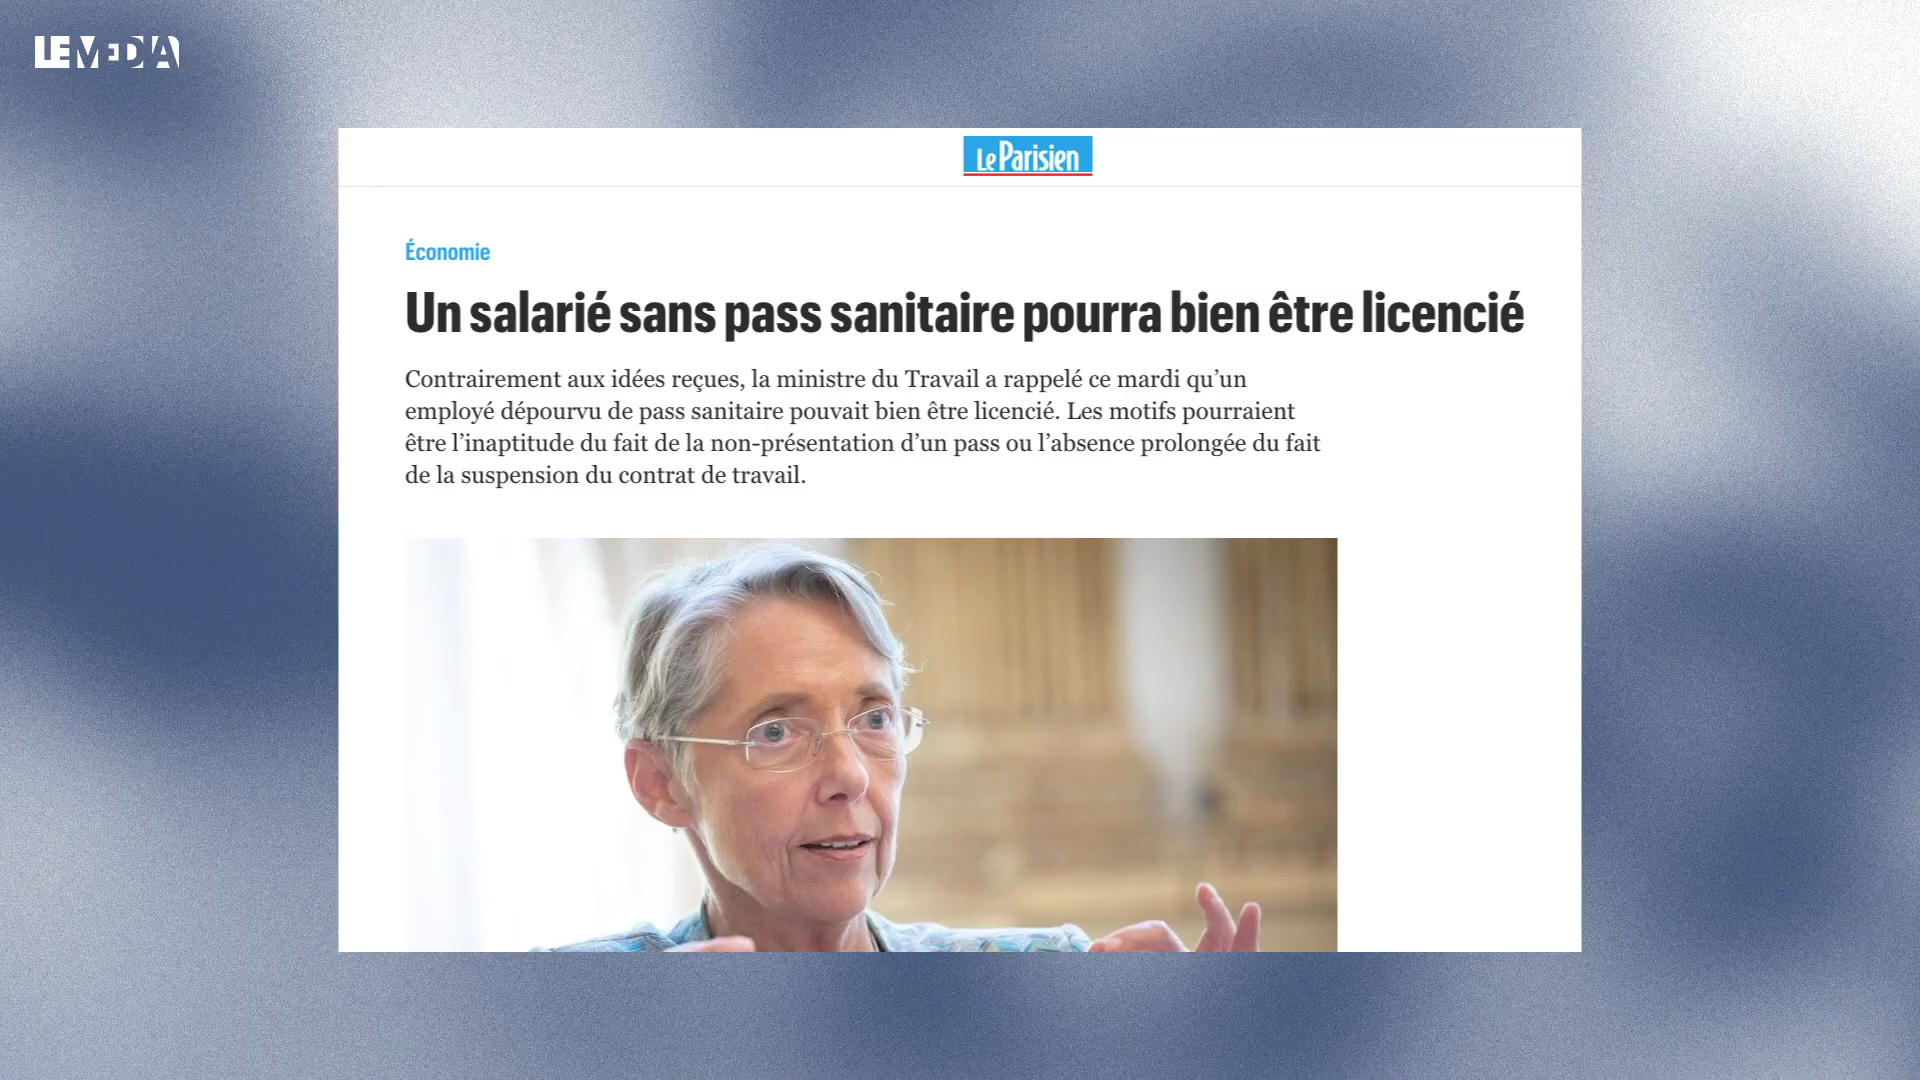 LE MEDIA
Le Parisien
Économie
Un salarié sans pass sanitaire pourra bien être licencié
Contrairement aux idées reçues, la ministre du Travail a rappelé ce mardi qu’un
employé dépourvu de pass sanitaire pouvait bien être licencié. Les motifs pourraient
être l’inaptitude du fait de la non-présentation d’un pass ou l’absence prolongée du fait
de la suspension du contrat de travail.